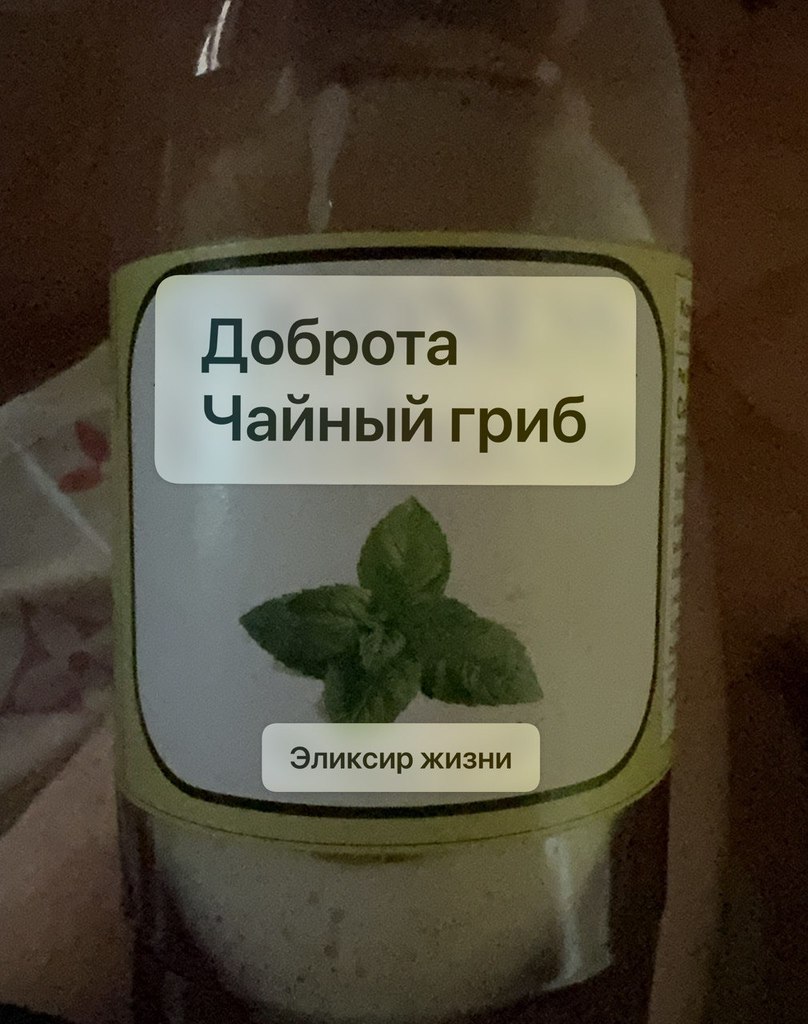 Доброта
Чайный гриб
Эликсир жизни